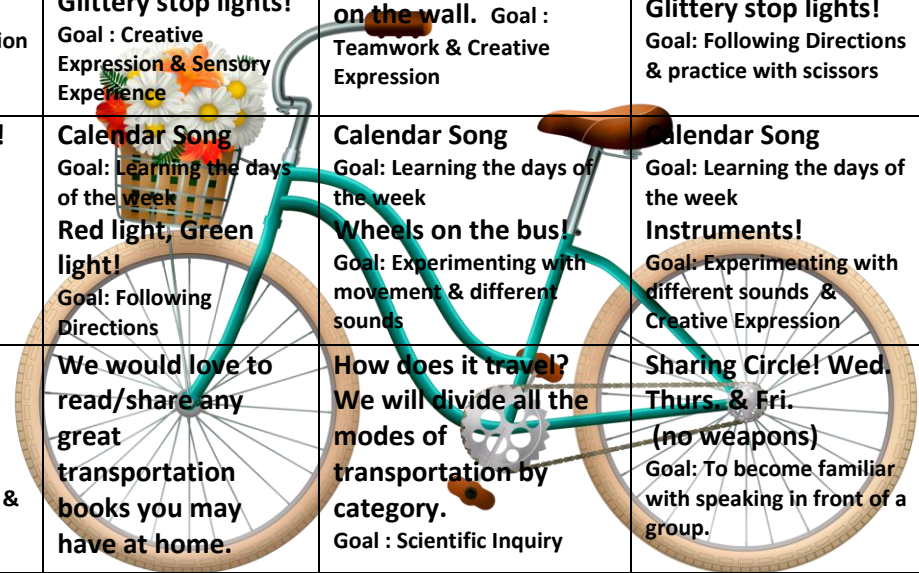 Glittery stop lights!
Goal : Creative
Expression & Sensory
Experience
on the wall. Goal :
Teamwork & Creative
Expression
Glittery stop lights!
Goal: Following Directions
& practice with scissors
Calendar Song
Goal: Learning the days
of the week
Red light, Green
light!
Goal: Following
Directions
Calendar Song
Goal: Learning the days of
the week
Wheels on the bus!
Goal: Experimenting with
movement & different
sounds
Calendar Song
Goal: Learning the days of
the week
Instruments!
Goal: Experimenting with
different sounds &
Creative Expression
&
We would love to
read/share any
great
transportation
books you may
have at home.
How does it travel?
We will divide all the
modes of
transportation by
category.
Goal : Scientific Inquiry
Sharing Circle! Wed.
Thurs. & Fri.
(no weapons)
Goal: To become familiar
with speaking in front of a
group.